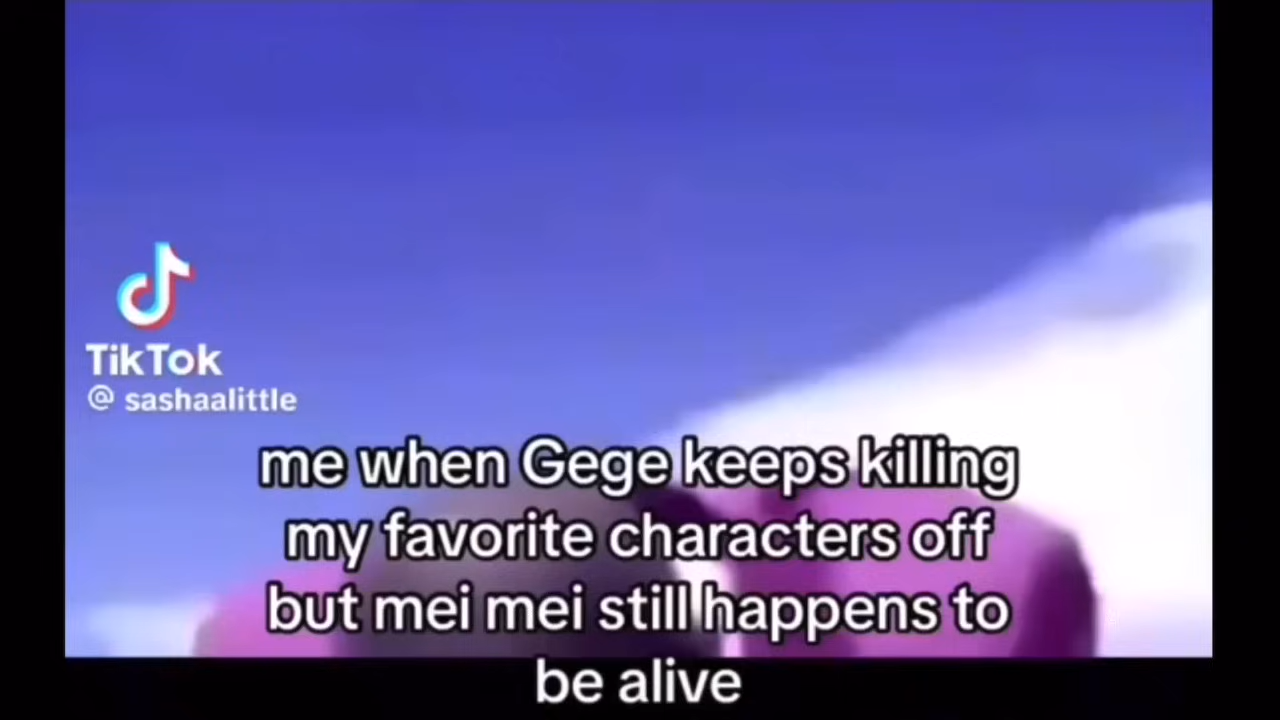 TikTok
@ sashaalittle
me when Gege keeps killing
my favorite characters off
but mei mei still happens to
be alive